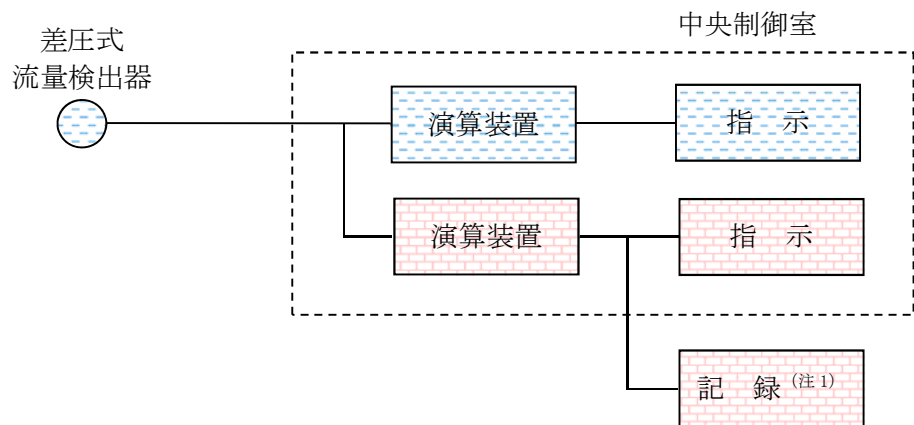 中央制御室
差圧式
流量検出器
演算装置
指 示
演算装置
指 示
記 録 (注 1)